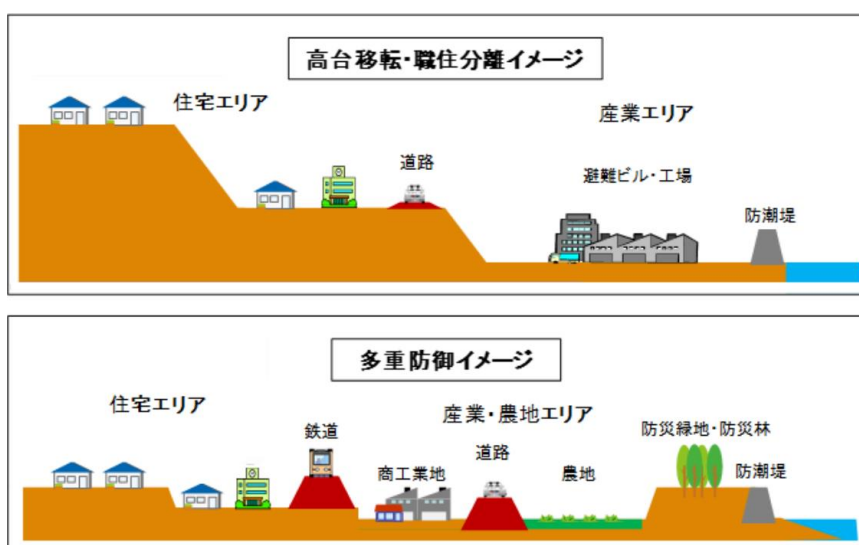 高台移転・職住分離イメージ
住宅エリア
産業エリア
道路
避難ビル・工場
防潮堤
多重防御イメージ
住宅エリア
産業・農地エリア
鉄道
防災緑地・防災林
道路
商工業地
農地
防潮堤